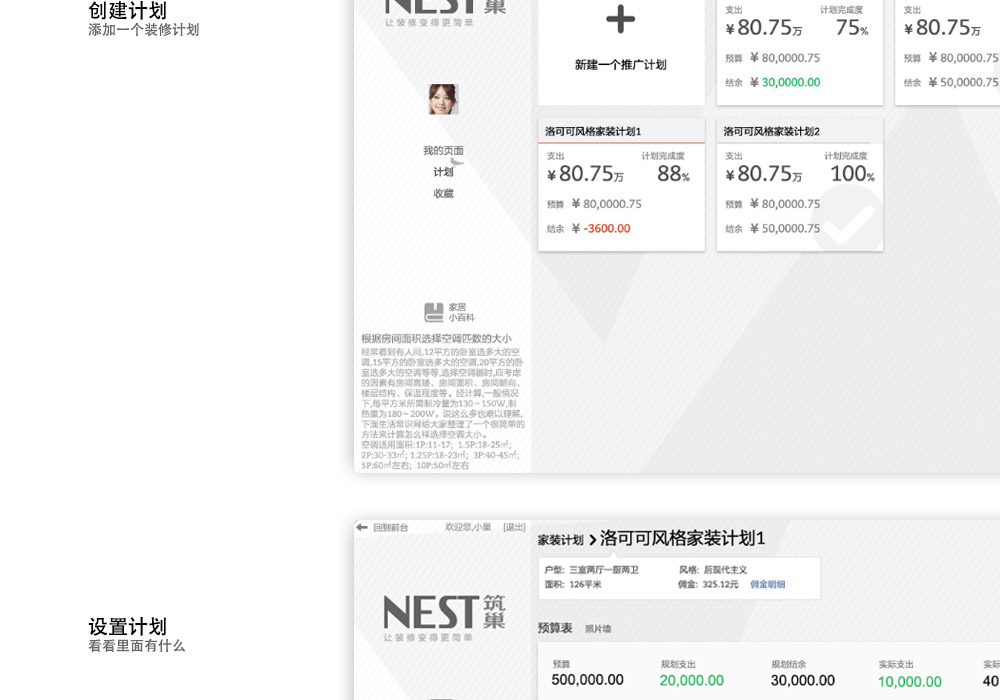 创建计划
添加一个装修计划
NEST 筑巢
让装修变得更简单
我的页面
计划
收藏
家居
小百科
根据房间面积选择空调匹数的大小
经常看到有人问,12平方的卧室选多大的空
调,15平方的卧室选多大的空调,20平方的卧
室选多大的空调等等,选择空调器时,应考虑
的因素有房间高矮、房间面积、房间朝向、
楼层结构、保温程度等。经计算,一般情况
下,每平方米所需制冷量为130~150W,制
热量为180~200W。说这么多也难以理解,
下面生活常识网给大家整理了一个很简单的
方法来计算怎么样选择空调大小。
空调适用面积:1P:11-17; 1.5P:18-25㎡;
2P:30-33㎡; 1.25P:18-23㎡; 3P:40-45㎡;
5P:60㎡左右; 10P:50㎡左右
新建一个推广计划
支出 计划完成度
¥80.75万 75%
预算 ¥ 80,0000.75
结余 ¥ 30,0000.00
支出
¥80.75万
预算 ¥ 80,0000.75
结余 ¥ 50,0000.75
洛可可风格家装计划1
支出 计划完成度
¥80.75万 88%
预算 ¥ 80,0000.75
结余 ¥ -3600.00
洛可可风格家装计划2
支出 计划完成度
¥80.75万 100%
预算 ¥ 80,0000.75
结余 ¥ 50,0000.75
设置计划
看看里面有什么
回到前台 欢迎您,小巢 [退出]
NEST 筑巢
让装修变得更简单
家装计划 > 洛可可风格家装计划1
户型: 三室两厅一厨两卫 风格: 后现代主义
面积: 126平米 佣金: 325.12元 佣金明细
预算表 照片墙
预算 规划支出 规划结余 实际支出 实际
500,000.00 20,000.00 30,000.00 10,000.00 40